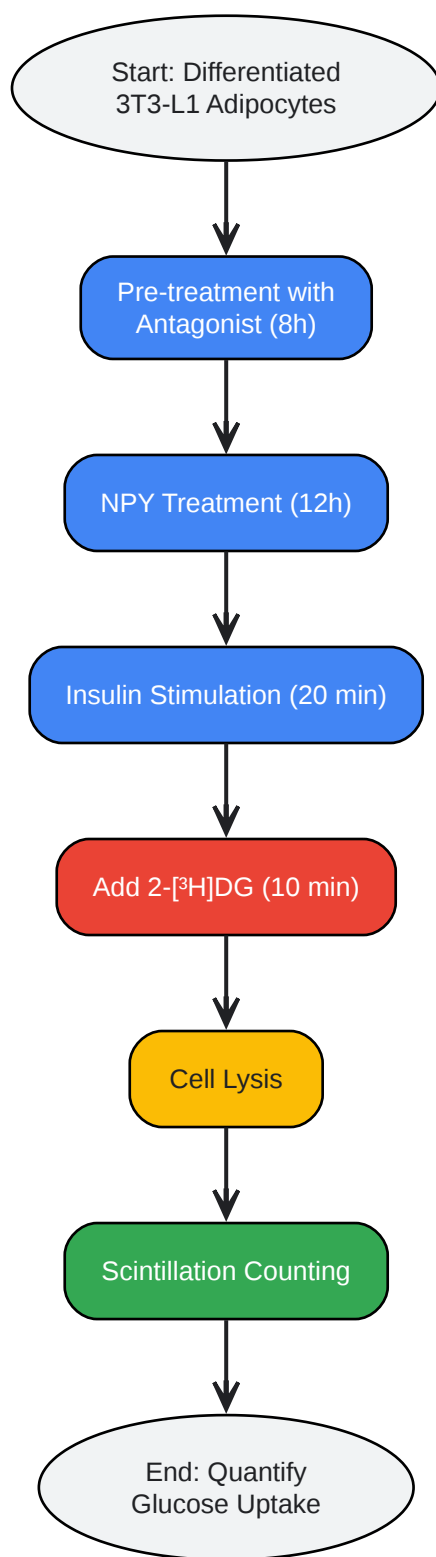 Start: Differentiated
3T3-L1 Adipocytes
Pre-treatment with
Antagonist (8h)
NPY Treatment (12h)
Insulin Stimulation (20 min)
Add 2-[³H]DG (10 min)
Cell Lysis
Scintillation Counting
End: Quantify
Glucose Uptake